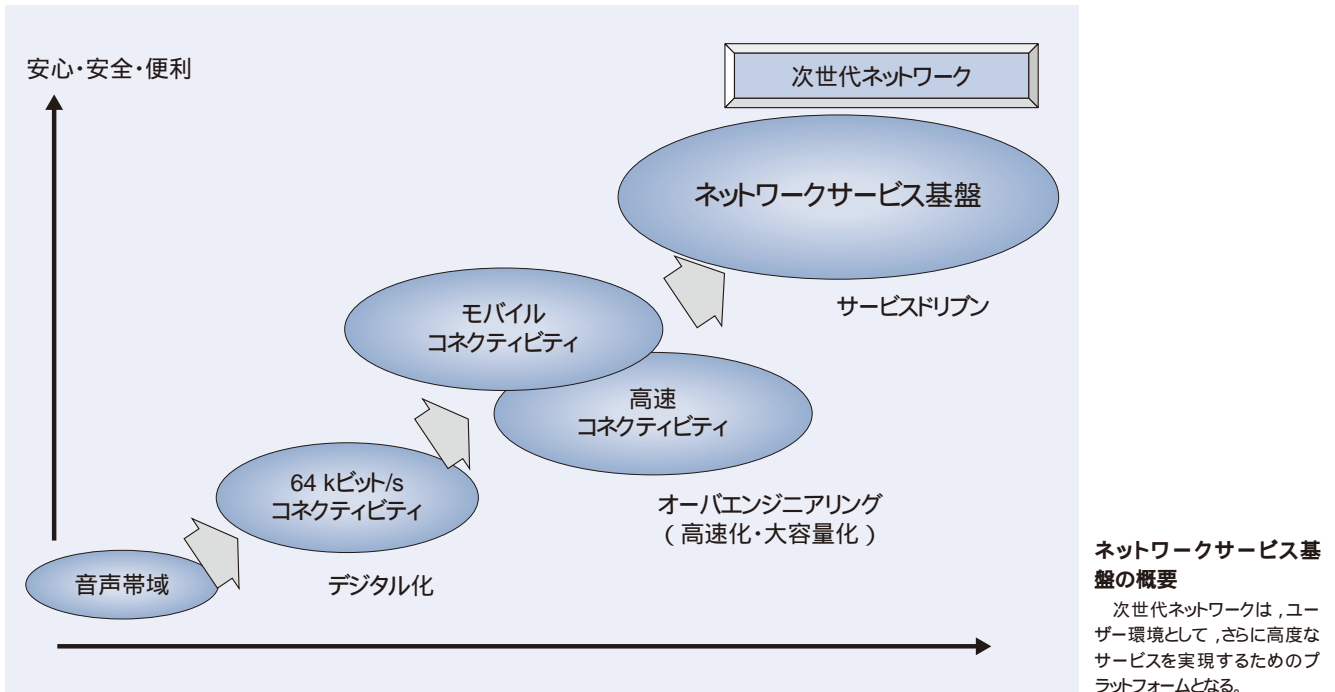 安心・安全・便利
次世代ネットワーク
ネットワークサービス基盤
サービスドリブン
モバイル
コネクティビティ
高速
コネクティビティ
オーバエンジニアリング
（高速化・大容量化）
64 kビット/s
コネクティビティ
デジタル化
音声帯域
ネットワークサービス基
盤の概要
次世代ネットワークは，ユー
ザー環境として，さらに高度な
サービスを実現するためのプ
ラットフォームとなる。